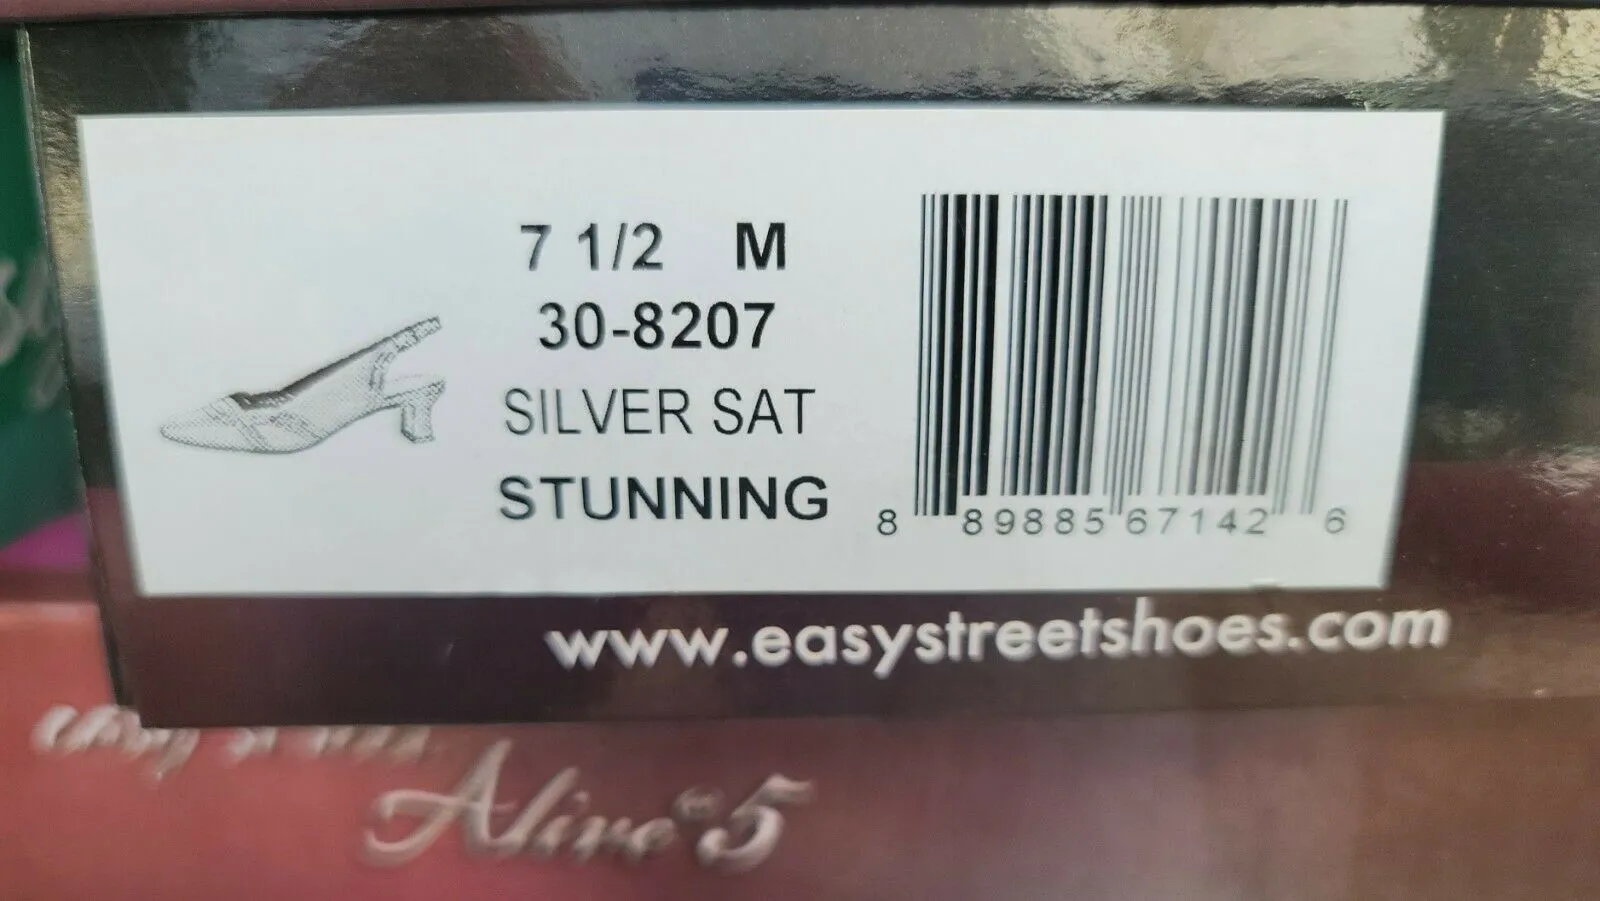 7 1/2 M
30-8207
SILVER SAT
STUNNING
8 89885 67142 6
www.easystreetshoes.com
Alive 5